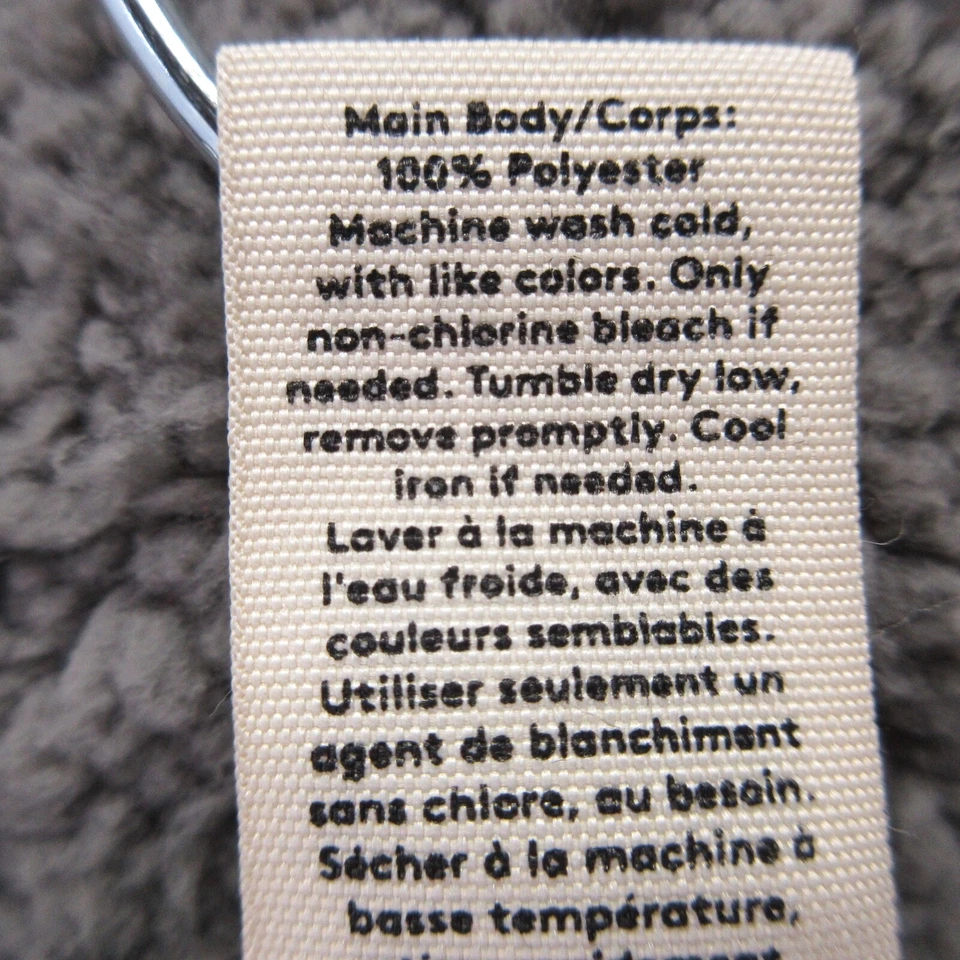 Main Body/Corps:
100% Polyester
Machine wash cold,
with like colors. Only
non-chlorine bleach if
needed. Tumble dry low,
remove promptly. Cool
iron if needed.
Laver à la machine à
l'eau froide, avec des
couleurs semblables.
Utiliser seulement un
agent de blanchiment
sans chlore, au besoin.
Sécher à la machine à
basse température,